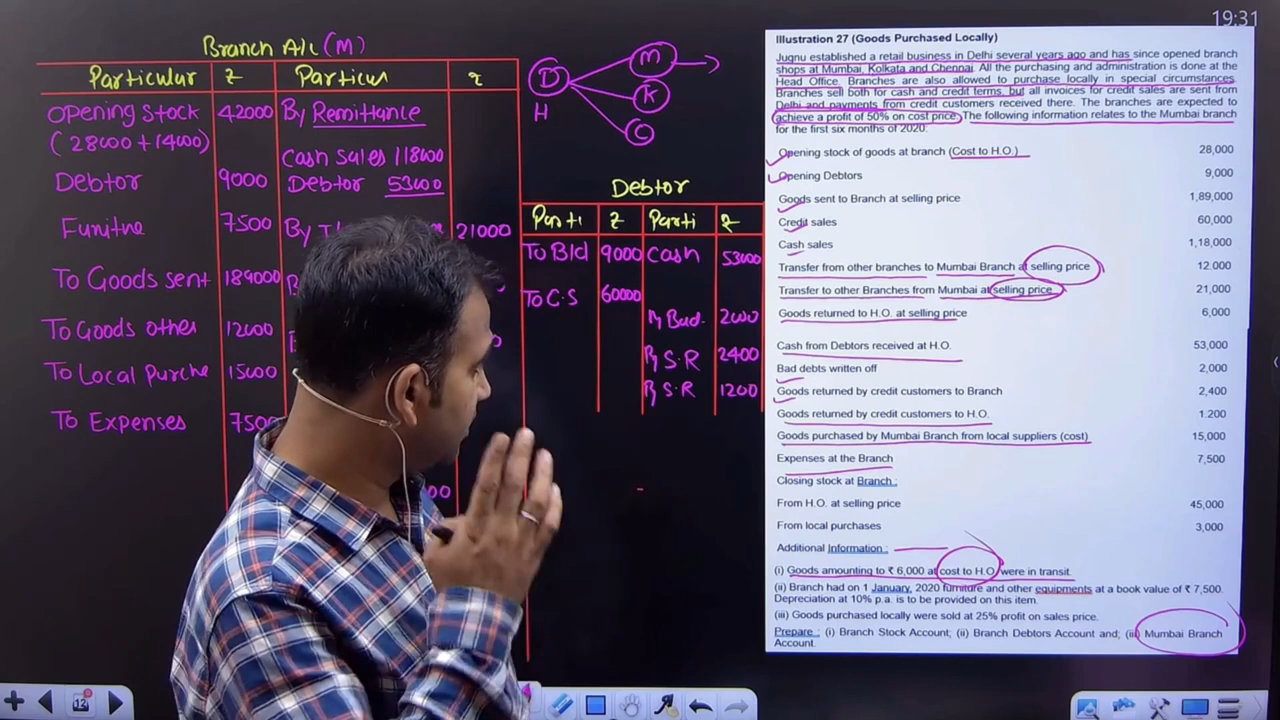 19:31
Branch A/c (M)
Particular ₹ Particus ₹
Opening Stock 42000 By Remittance
(28000 + 14000)
Cash Sales 118000
Debtor 9000 Debtor 53000
Funitne 7500 By 21000
To Goods sent 189000
To Goods other 12000
To Local Purche 15000
To Expenses 750
00
D
H
M
K
C
Debtor
Parti ₹ Parti ₹
To Bld 9000 Cash 53000
To C.S 60000
By Bad. 2000
By S.R 2400
By S.R 1200
Illustration 27 (Goods Purchased Locally)
Jugnu established a retail business in Delhi several years ago and has since opened branch
shops at Mumbai, Kolkata and Chennai. All the purchasing and administration is done at the
Head Office. Branches are also allowed to purchase locally in special circumstances.
Branches sell both for cash and credit terms, but all invoices for credit sales are sent from
Delhi and payments from credit customers received there. The branches are expected to
achieve a profit of 50% on cost price. The following information relates to the Mumbai branch
for the first six months of 2020:
Opening stock of goods at branch (Cost to H.O.) 28,000
Opening Debtors 9,000
Goods sent to Branch at selling price 1,89,000
Credit sales 60,000
Cash sales 1,18,000
Transfer from other branches to Mumbai Branch at selling price 12.000
Transfer to other Branches from Mumbai at selling price 21,000
Goods returned to H.O. at selling price 6,000
Cash from Debtors received at H.O. 53,000
Bad debts written off 2,000
Goods returned by credit customers to Branch 2,400
Goods returned by credit customers to H.O. 1.200
Goods purchased by Mumbai Branch from local suppliers (cost) 15,000
Expenses at the Branch 7,500
Closing stock at Branch :
From H.O. at selling price 45,000
From local purchases 3,000
Additional Information :
(i) Goods amounting to ₹ 6,000 at cost to H.O. were in transit.
(ii) Branch had on 1 January, 2020 furniture and other equipments at a book value of ₹ 7,500.
Depreciation at 10% p.a. is to be provided on this item.
(iii) Goods purchased locally were sold at 25% profit on sales price.
Prepare : (i) Branch Stock Account; (ii) Branch Debtors Account and; (iii) Mumbai Branch
Account.
12